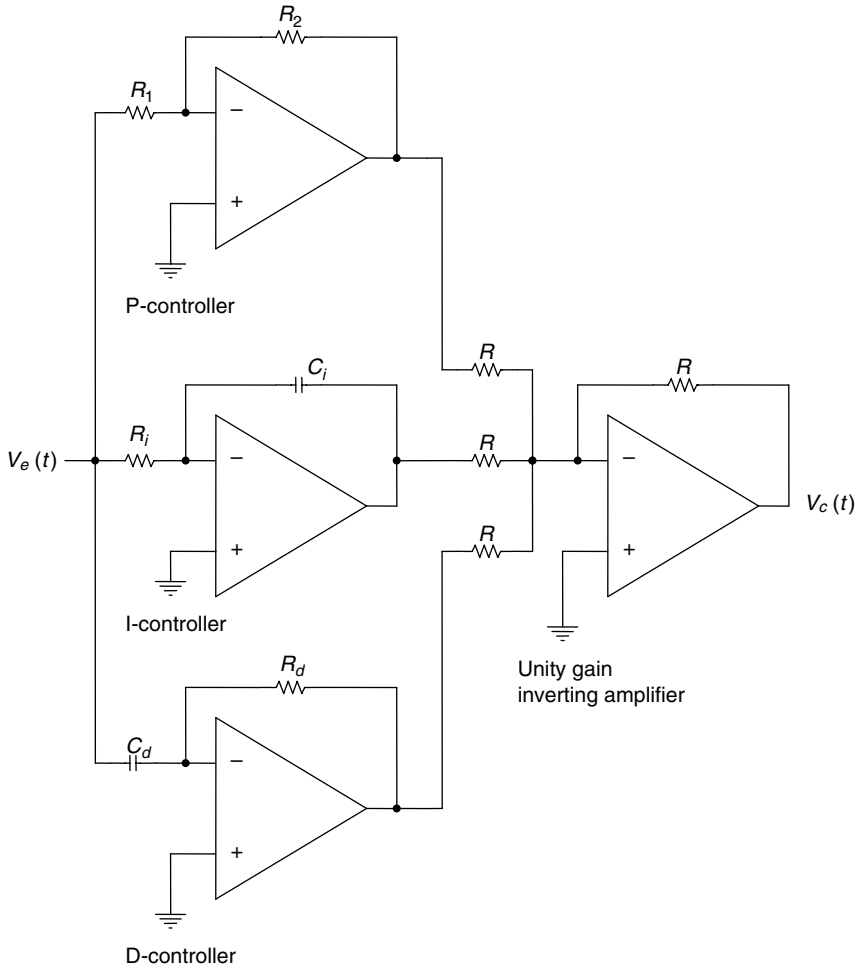 R2
R1
−
+
P-controller
R
Ci
R
Ri
Ve (t)
−
R
−
Vc (t)
R
+
+
I-controller
Rd
Unity gain
inverting amplifier
Cd
−
+
D-controller